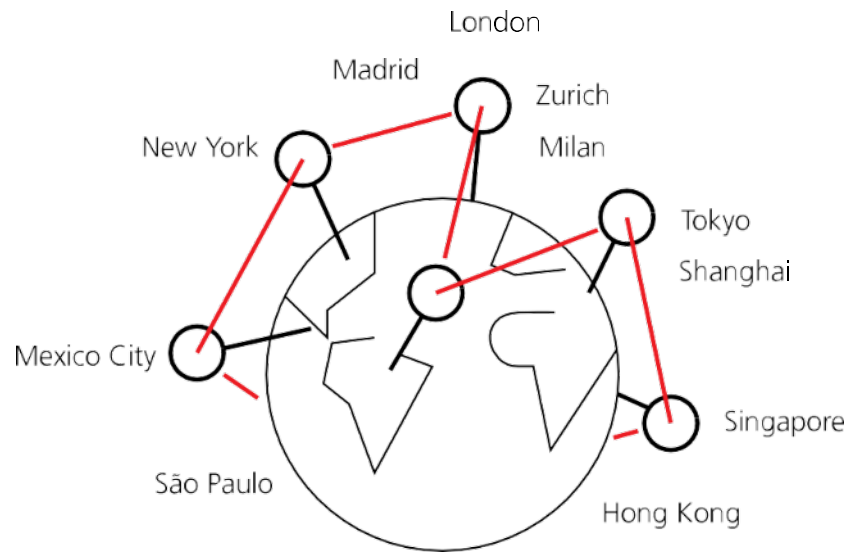 London
Madrid
Zurich
New York
Milan
Tokyo
Shanghai
Mexico City
Singapore
São Paulo
Hong Kong